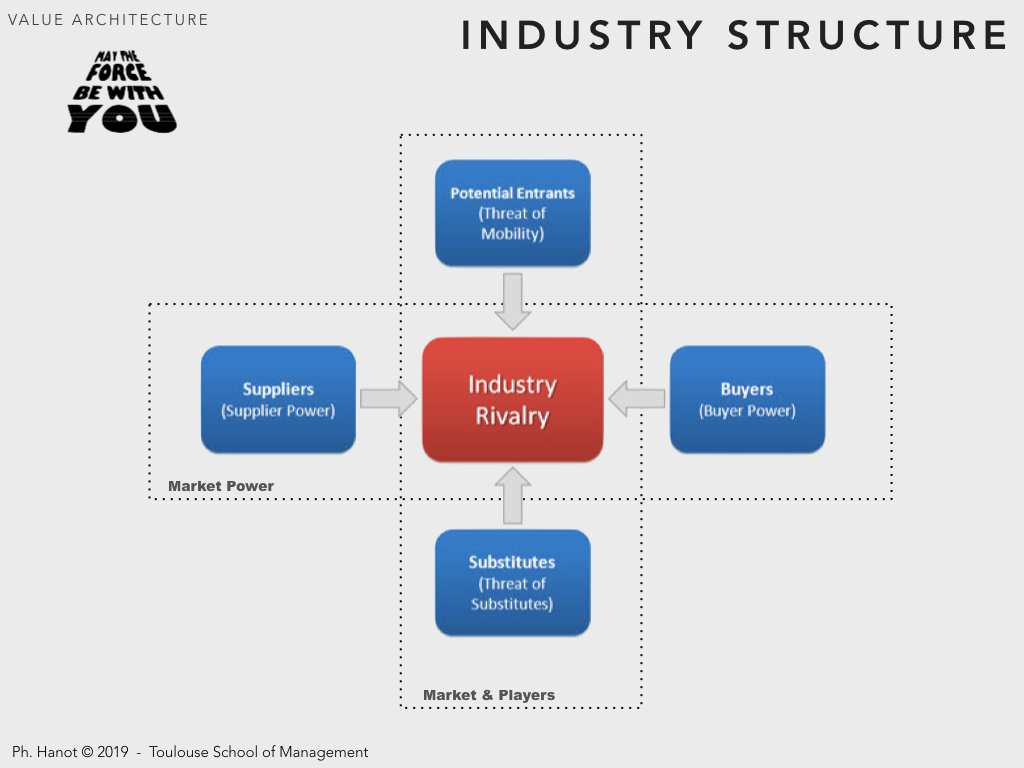 VALUE ARCHITECTURE
INDUSTRY STRUCTURE
MAY THE
FORCE
BE WITH
YOU
Potential Entrants
(Threat of
Mobility)
Suppliers
(Supplier Power)
Industry
Rivalry
Buyers
(Buyer Power)
Market Power
Substitutes
(Threat of
Substitutes)
Market & Players
Ph. Hanot © 2019 - Toulouse School of Management